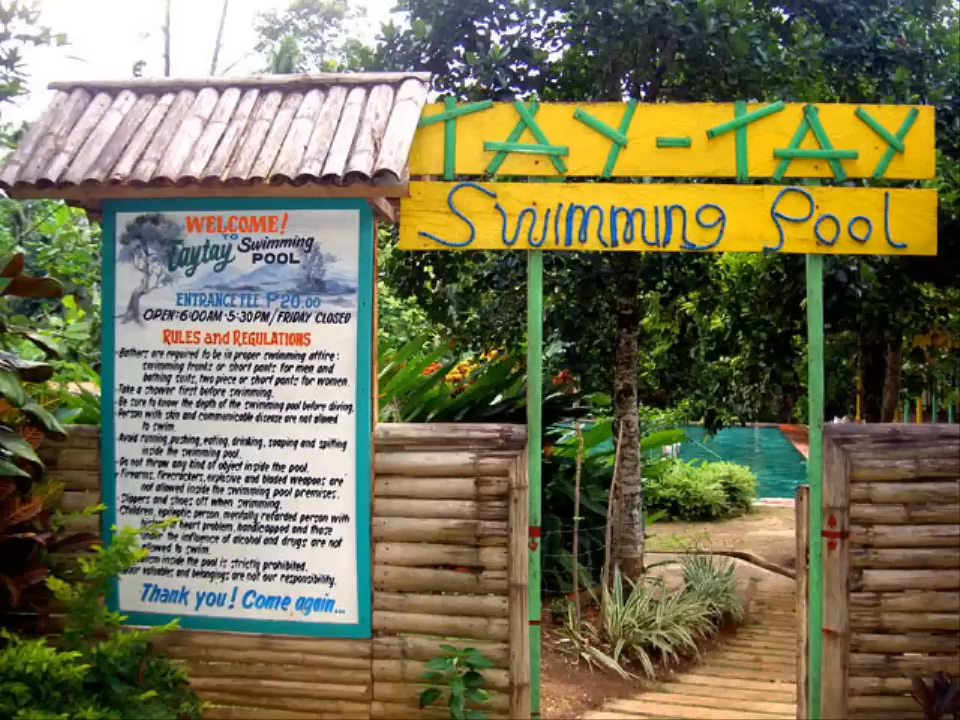 TAY-TAY
Swimming Pool
WELCOME!
TO
Taytay Swimming
POOL
ENTRANCE FEE P20.00
OPEN: 6:00AM - 5:30PM/ FRIDAY CLOSED
RULES and REGULATIONS
Bathers are required to be in proper swimming attire:
swimming trunks or short pants for men and
bathing suits, two piece or short pants for women.
Take a shower first before swimming.
Be sure to know the depth of the swimming pool before diving.
Person with skin and communicable disease are not allowed
to swim.
Avoid running, pushing, eating, drinking, soaping and spitting
inside the swimming pool.
Do not throw any kind of object inside the pool.
Firearms, firecrackers, explosive and bladed weapons are
not allowed inside the swimming pool premises.
Slippers and shoes off when swimming.
Children, epileptic person, mentally retarded person with
heart problem, handicapped and those
under the influence of alcohol and drugs are not
allowed to swim.
inside the pool is strictly prohibited.
valuables and belongings are not our responsibility.
Thank you! Come again...